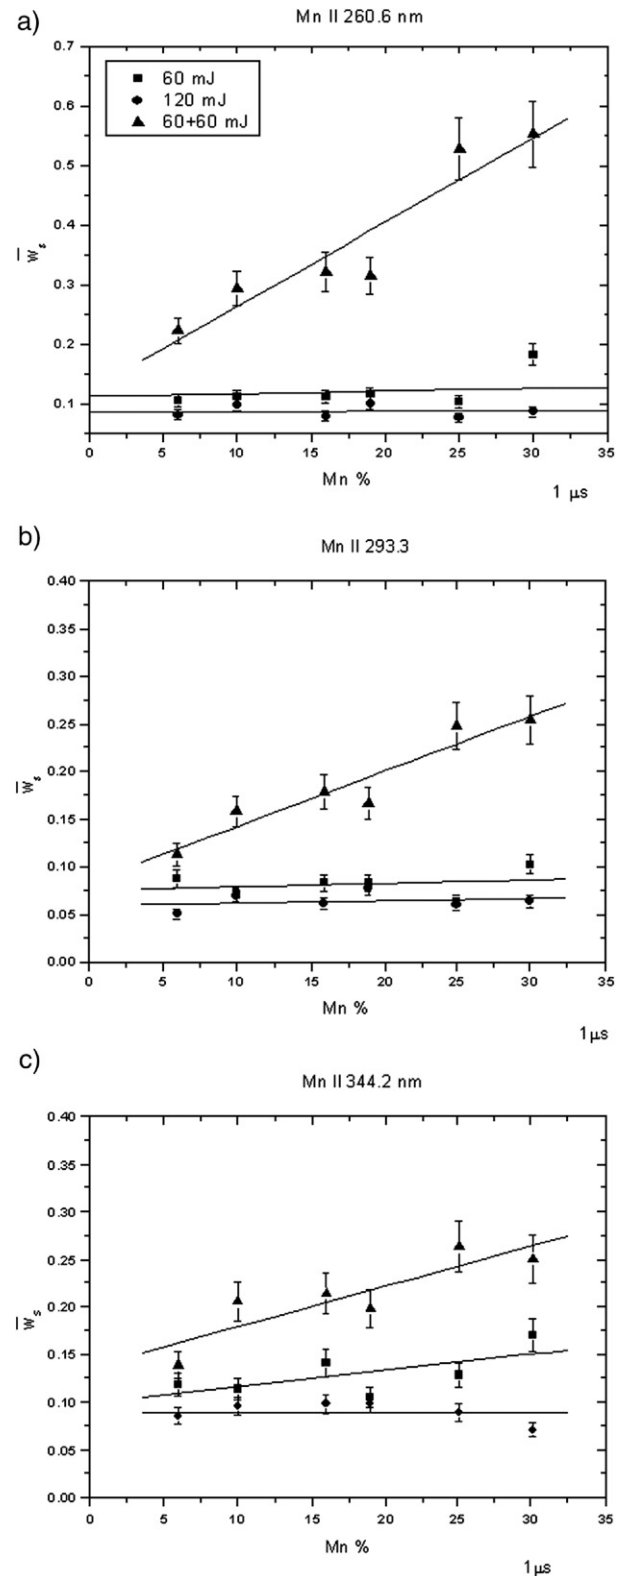 a)
Mn II 260.6 nm
0.7
0.6
0.5
0.4
0.3
0.2
0.1
60 mJ
120 mJ
60+60 mJ
w̅s
0 5 10 15 20 25 30 35
Mn %
1 μs
b)
Mn II 293.3
0.40
0.35
0.30
0.25
0.20
0.15
0.10
0.05
0.00
w̅s
0 5 10 15 20 25 30 35
Mn %
1μs
c)
Mn II 344.2 nm
0.40
0.35
0.30
0.25
0.20
0.15
0.10
0.05
0.00
w̅s
0 5 10 15 20 25 30 35
Mn %
1μs